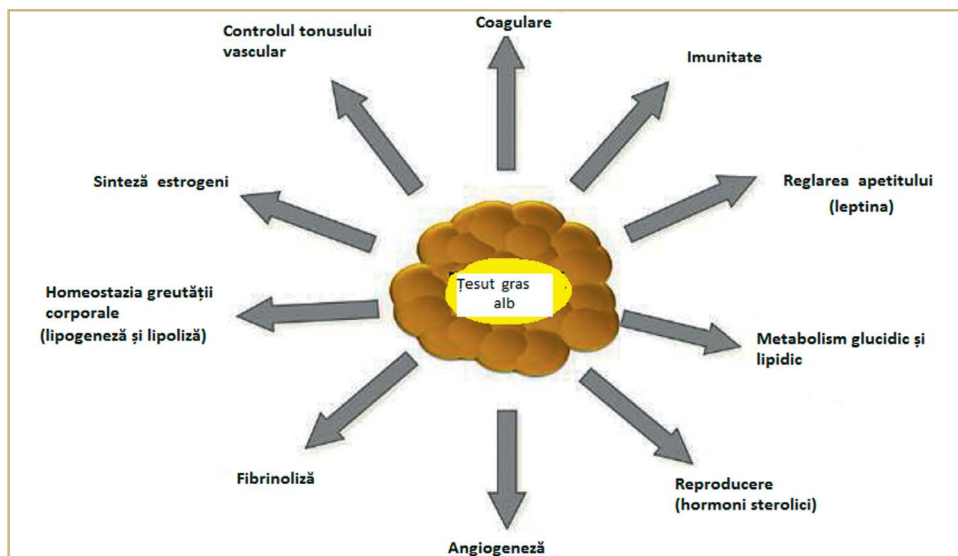 Coagulare
Controlul tonusului
vascular
Imunitate
Sinteză estrogeni
Reglarea apetitului
(leptina)
Țesut gras
alb
Homeostazia greutății
corporale
(lipogeneză și lipoliză)
Metabolism glucidic și
lipidic
Fibrinoliză
Reproducere
(hormoni sterolici)
Angiogeneză